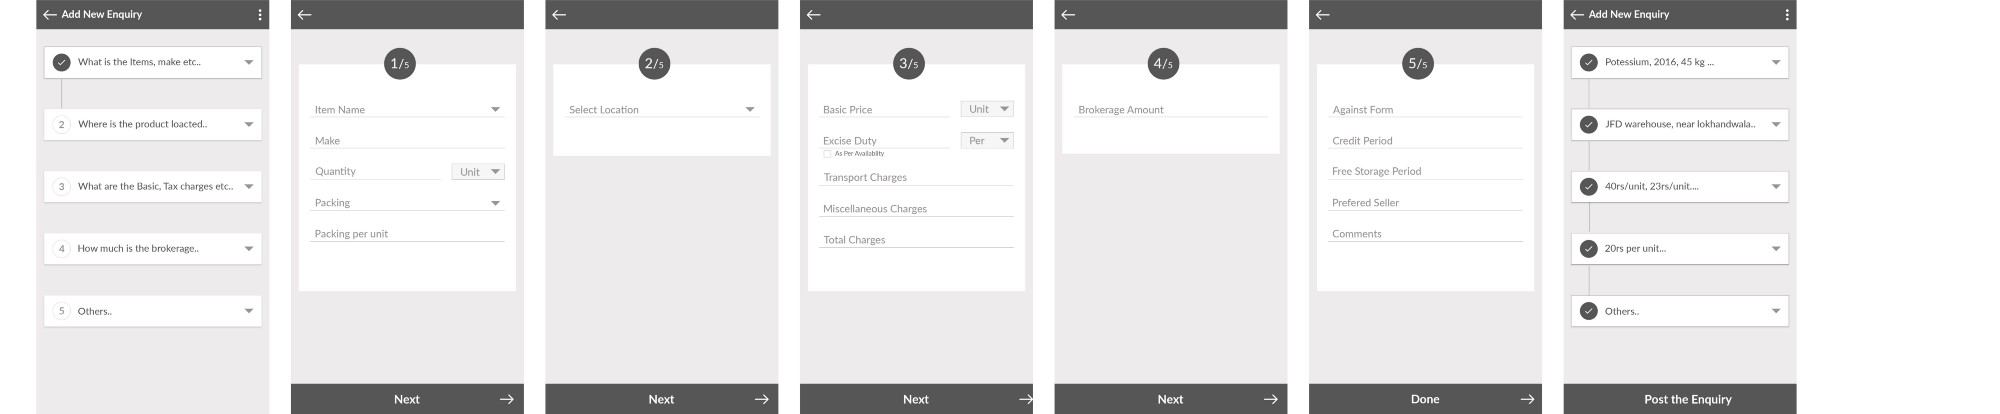 Add New Enquiry
What is the Items, make etc..
2 Where is the product loacted..
3 What are the Basic, Tax charges etc..
4 How much is the brokerage..
5 Others..
1/5
Item Name
Make
Quantity Unit
Packing
Packing per unit
Next
2/5
Select Location
Next
3/5
Basic Price Unit
Excise Duty Per
As Per Availablity
Transport Charges
Miscellaneous Charges
Total Charges
Next
4/5
Brokerage Amount
Next
5/5
Against Form
Credit Period
Free Storage Period
Prefered Seller
Comments
Done
Add New Enquiry
Potessium, 2016, 45 kg ...
JFD warehouse, near lokhandwala..
40rs/unit, 23rs/unit....
20rs per unit...
Others..
Post the Enquiry